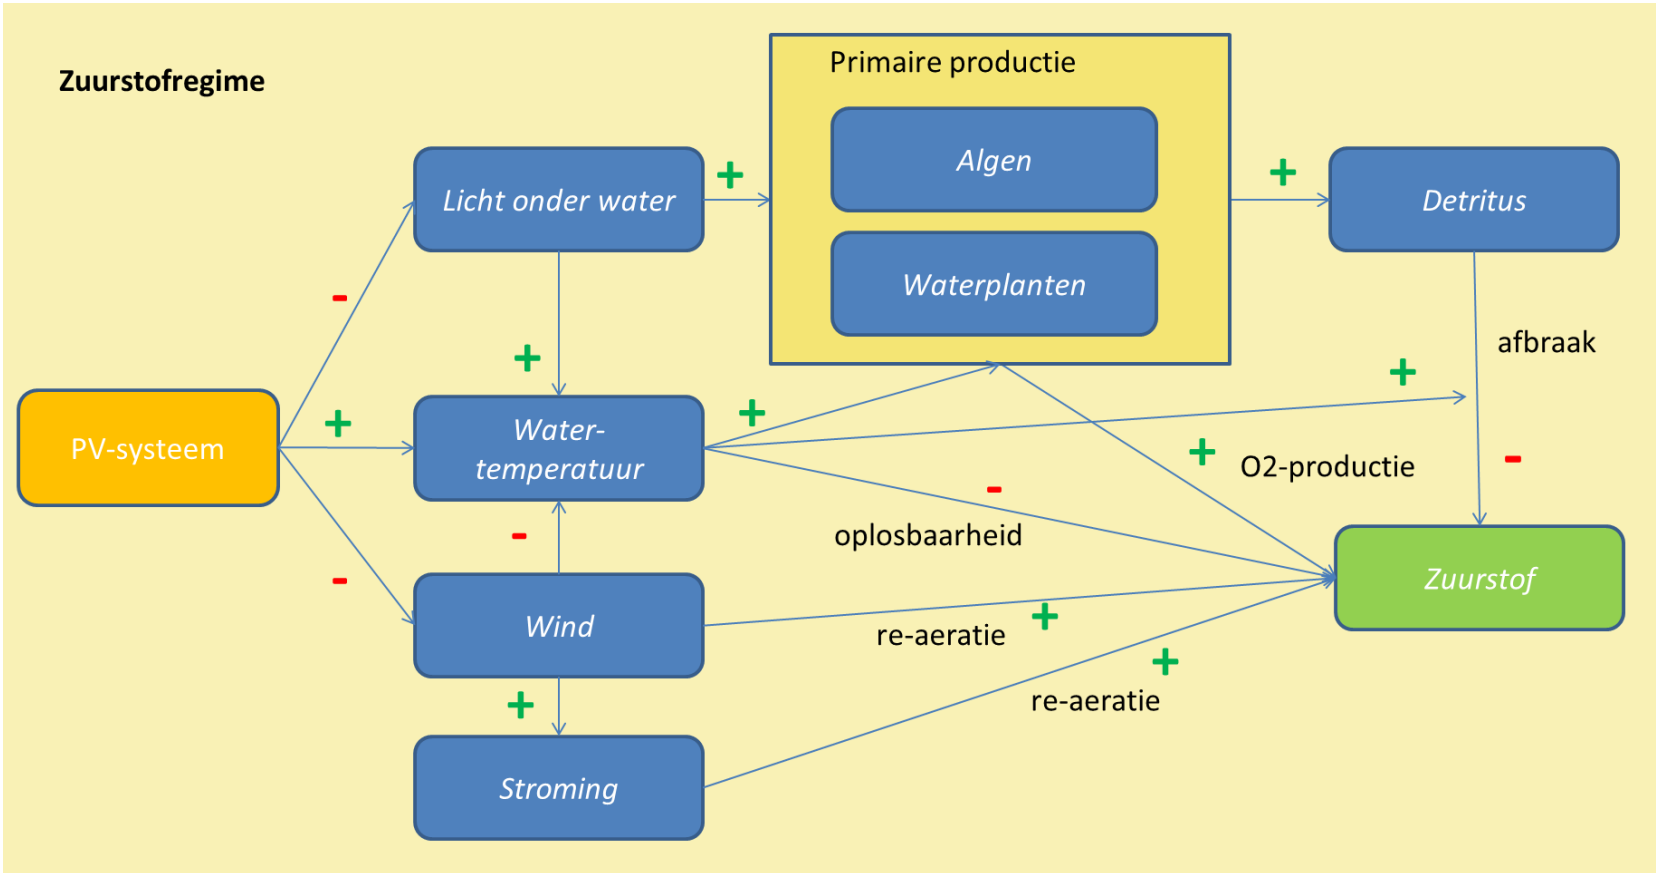 Zuurstofregime
Primaire productie
Algen
Licht onder water
+
+
Detritus
Waterplanten
-
+
afbraak
+
PV-systeem
+
Water-
temperatuur
+
+
O2-productie
-
-
oplosbaarheid
-
-
Wind
re-aeratie
+
Zuurstof
+
re-aeratie
+
Stroming